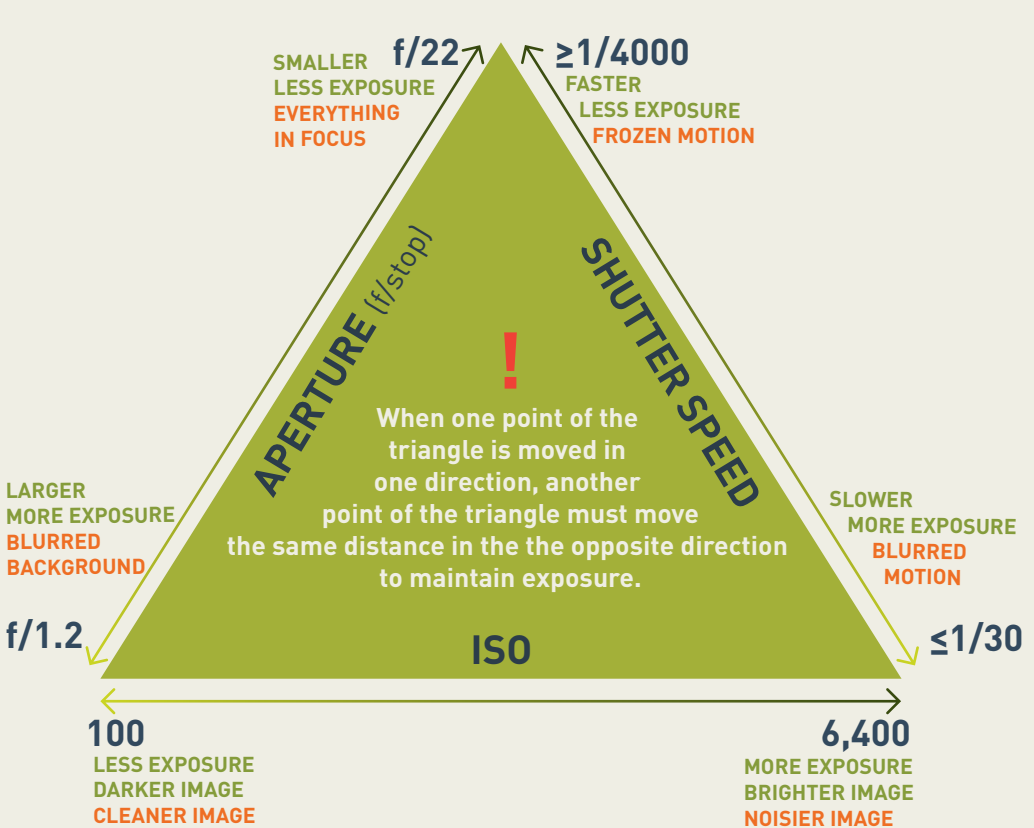 f/22
SMALLER
LESS EXPOSURE
EVERYTHING
IN FOCUS
≥1/4000
FASTER
LESS EXPOSURE
FROZEN MOTION
APERTURE (f/stop)
SHUTTER SPEED
!
When one point of the
triangle is moved in
one direction, another
point of the triangle must move
the same distance in the the opposite direction
to maintain exposure.
LARGER
MORE EXPOSURE
BLURRED
BACKGROUND
f/1.2
SLOWER
MORE EXPOSURE
BLURRED
MOTION
≤1/30
ISO
100
LESS EXPOSURE
DARKER IMAGE
CLEANER IMAGE
6,400
MORE EXPOSURE
BRIGHTER IMAGE
NOISIER IMAGE